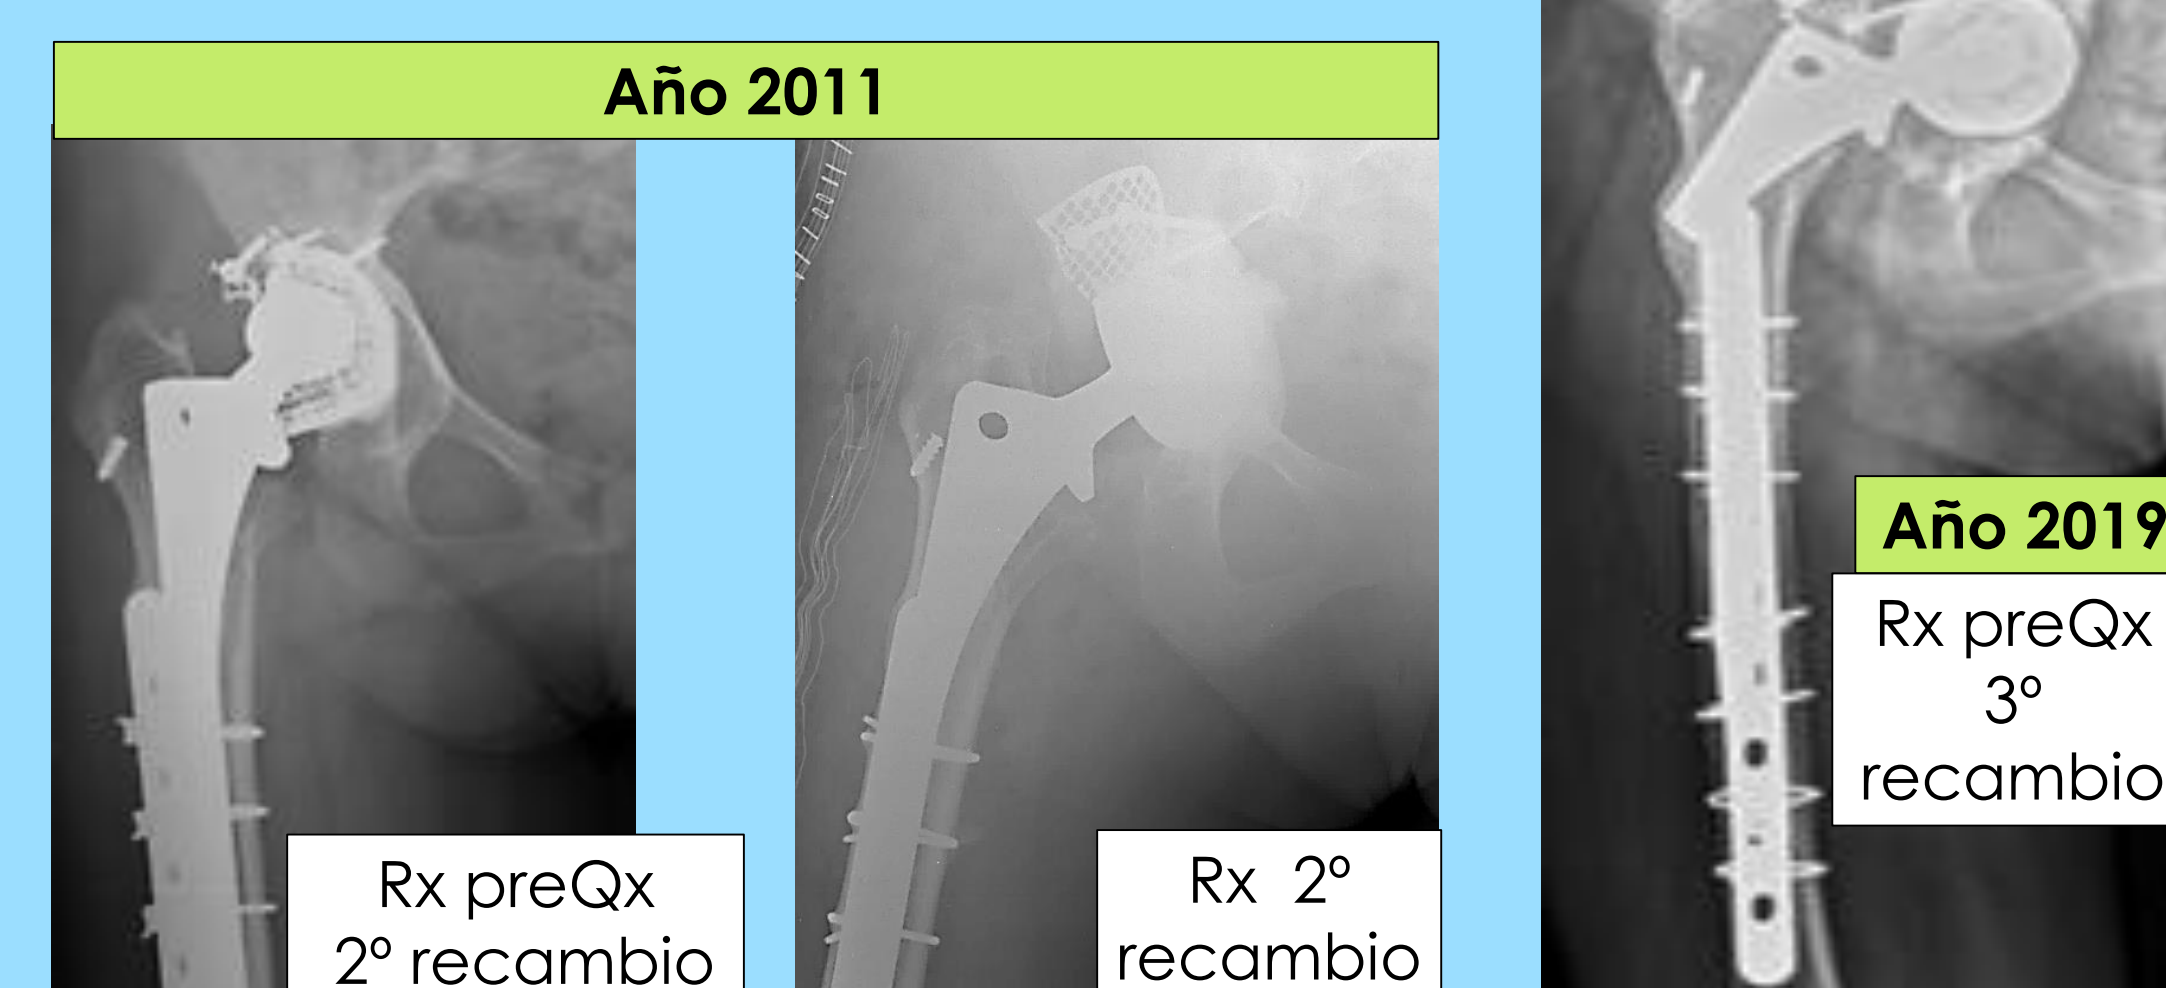 Año 2011
Rx preQx
2º recambio
Rx 2º
recambio
Año 2019
Rx preQx
3º
recambio